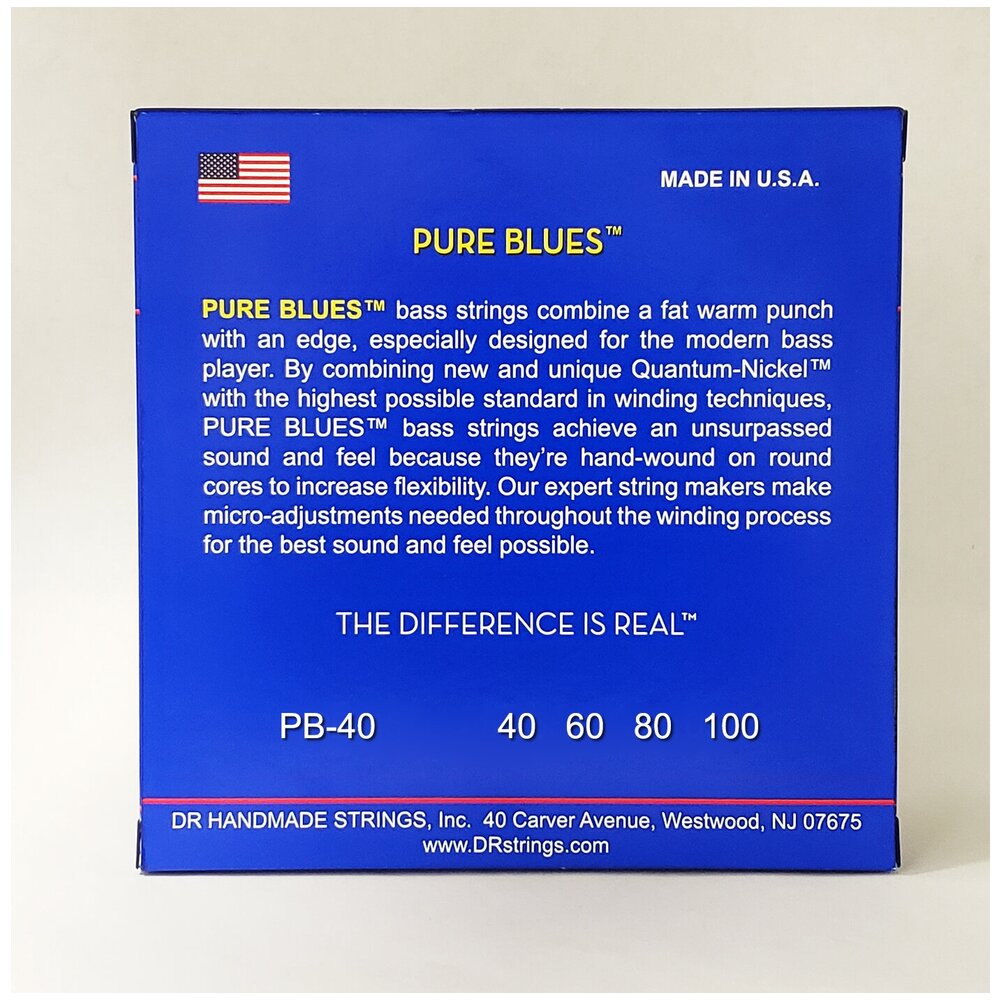 MADE IN U.S.A.
PURE BLUES™
PURE BLUES™ bass strings combine a fat warm punch
with an edge, especially designed for the modern bass
player. By combining new and unique Quantum-Nickel™
with the highest possible standard in winding techniques,
PURE BLUES™ bass strings achieve an unsurpassed
sound and feel because they’re hand-wound on round
cores to increase flexibility. Our expert string makers make
micro-adjustments needed throughout the winding process
for the best sound and feel possible.
THE DIFFERENCE IS REAL™
PB-40 40 60 80 100
DR HANDMADE STRINGS, Inc. 40 Carver Avenue, Westwood, NJ 07675
www.DRstrings.com